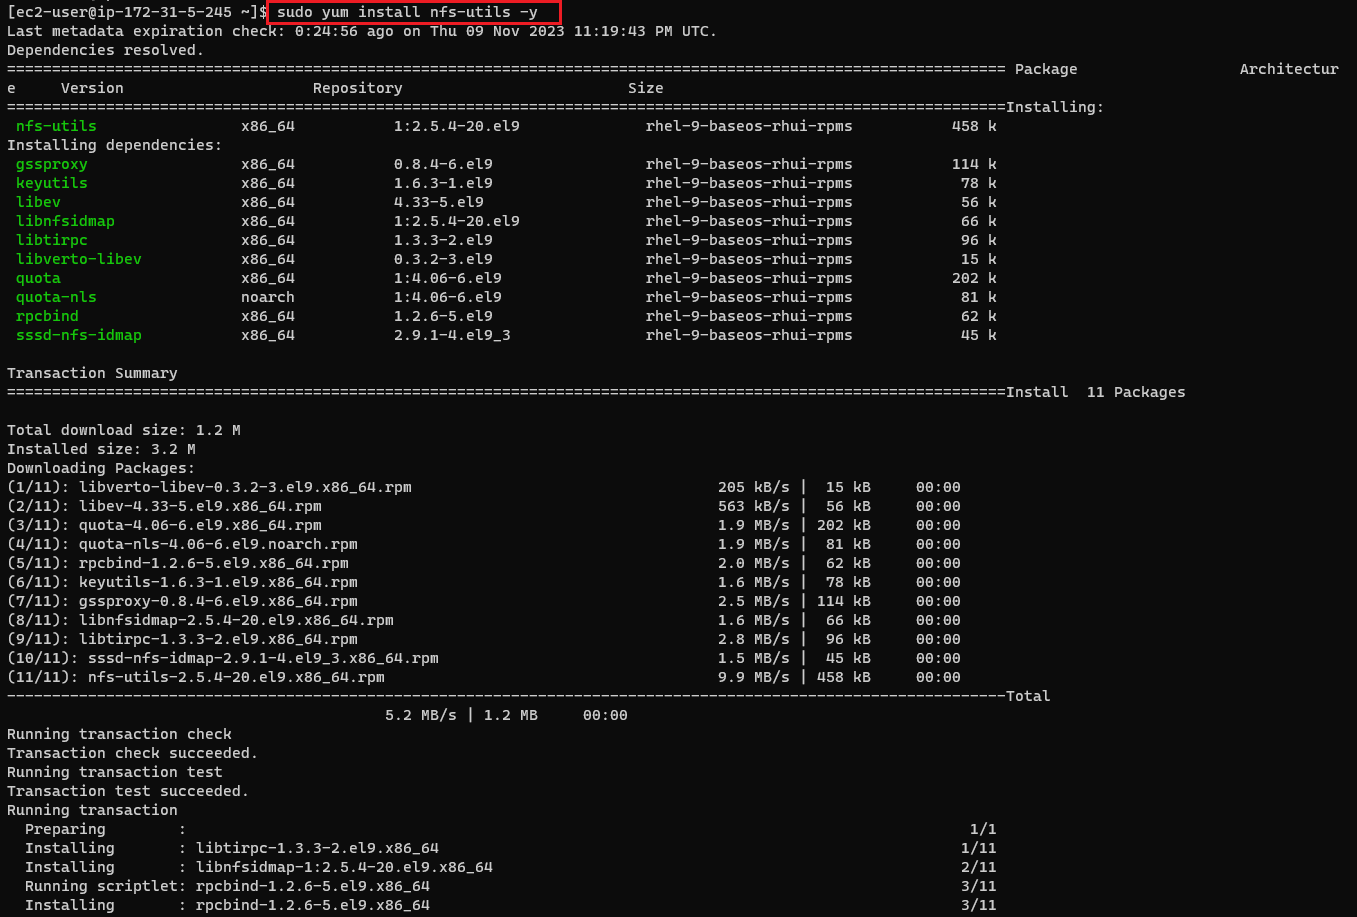 [ec2-user@ip-172-31-5-245 ~]$ sudo yum install nfs-utils -y
Last metadata expiration check: 0:24:56 ago on Thu 09 Nov 2023 11:19:43 PM UTC.
Dependencies resolved.
=============================================================================================================== Package                  Architectur
e     Version                     Repository                         Size
===============================================================================================================Installing:
 nfs-utils                x86_64           1:2.5.4-20.el9              rhel-9-baseos-rhui-rpms           458 k
Installing dependencies:
 gssproxy                 x86_64           0.8.4-6.el9                 rhel-9-baseos-rhui-rpms           114 k
 keyutils                 x86_64           1.6.3-1.el9                 rhel-9-baseos-rhui-rpms            78 k
 libev                    x86_64           4.33-5.el9                  rhel-9-baseos-rhui-rpms            56 k
 libnfsidmap              x86_64           1:2.5.4-20.el9              rhel-9-baseos-rhui-rpms            66 k
 libtirpc                 x86_64           1.3.3-2.el9                 rhel-9-baseos-rhui-rpms            96 k
 libverto-libev           x86_64           0.3.2-3.el9                 rhel-9-baseos-rhui-rpms            15 k
 quota                    x86_64           1:4.06-6.el9                rhel-9-baseos-rhui-rpms           202 k
 quota-nls                noarch           1:4.06-6.el9                rhel-9-baseos-rhui-rpms            81 k
 rpcbind                  x86_64           1.2.6-5.el9                 rhel-9-baseos-rhui-rpms            62 k
 sssd-nfs-idmap           x86_64           2.9.1-4.el9_3               rhel-9-baseos-rhui-rpms            45 k
Transaction Summary
===============================================================================================================Install  11 Packages
Total download size: 1.2 M
Installed size: 3.2 M
Downloading Packages:
(1/11): libverto-libev-0.3.2-3.el9.x86_64.rpm                                  205 kB/s |  15 kB     00:00
(2/11): libev-4.33-5.el9.x86_64.rpm                                            563 kB/s |  56 kB     00:00
(3/11): quota-4.06-6.el9.x86_64.rpm                                            1.9 MB/s | 202 kB     00:00
(4/11): quota-nls-4.06-6.el9.noarch.rpm                                        1.9 MB/s |  81 kB     00:00
(5/11): rpcbind-1.2.6-5.el9.x86_64.rpm                                         2.0 MB/s |  62 kB     00:00
(6/11): keyutils-1.6.3-1.el9.x86_64.rpm                                        1.6 MB/s |  78 kB     00:00
(7/11): gssproxy-0.8.4-6.el9.x86_64.rpm                                        2.5 MB/s | 114 kB     00:00
(8/11): libnfsidmap-2.5.4-20.el9.x86_64.rpm                                    1.6 MB/s |  66 kB     00:00
(9/11): libtirpc-1.3.3-2.el9.x86_64.rpm                                        2.8 MB/s |  96 kB     00:00
(10/11): sssd-nfs-idmap-2.9.1-4.el9_3.x86_64.rpm                               1.5 MB/s |  45 kB     00:00
(11/11): nfs-utils-2.5.4-20.el9.x86_64.rpm                                     9.9 MB/s | 458 kB     00:00
---------------------------------------------------------------------------------------------------------------Total
                                          5.2 MB/s | 1.2 MB     00:00
Running transaction check
Transaction check succeeded.
Running transaction test
Transaction test succeeded.
Running transaction
  Preparing        :                                                                                       1/1
  Installing       : libtirpc-1.3.3-2.el9.x86_64                                                          1/11
  Installing       : libnfsidmap-1:2.5.4-20.el9.x86_64                                                    2/11
  Running scriptlet: rpcbind-1.2.6-5.el9.x86_64                                                           3/11
  Installing       : rpcbind-1.2.6-5.el9.x86_64                                                           3/11